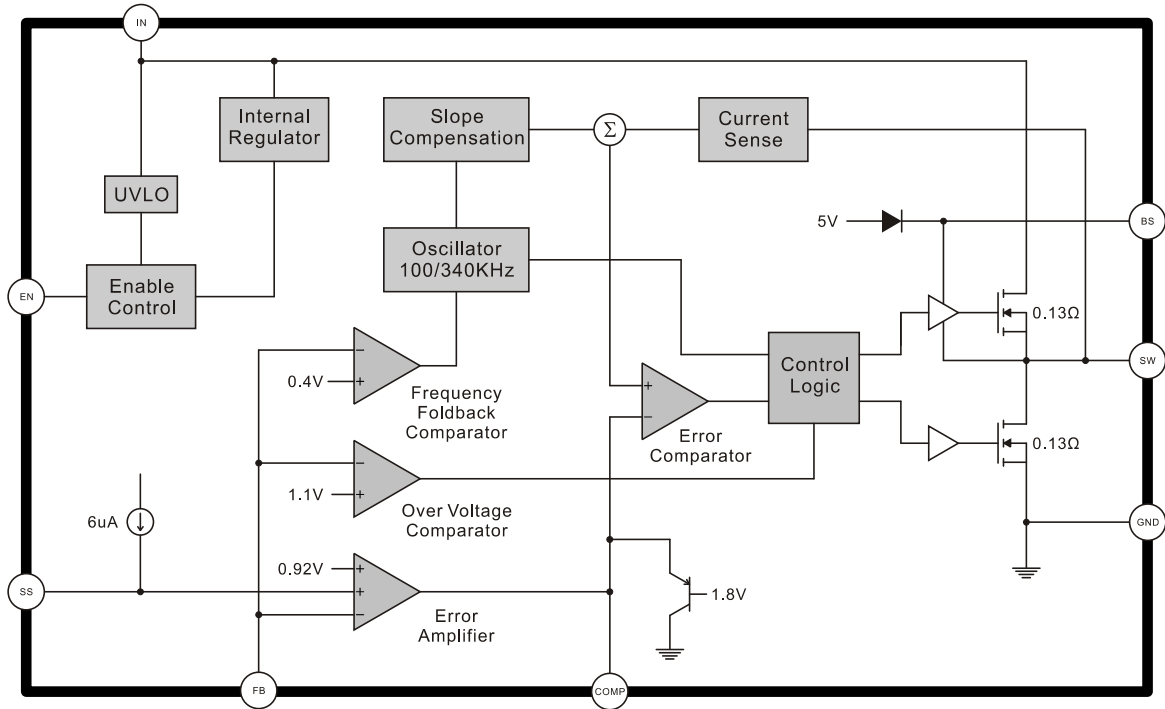 IN
Internal
Regulator
Slope
Compensation
Σ
Current
Sense
UVLO
5V
BS
Oscillator
100/340KHz
EN
Enable
Control
0.13Ω
−
0.4V
+
Frequency
Foldback
Comparator
+
−
Error
Comparator
Control
Logic
SW
0.13Ω
−
1.1V
+
Over Voltage
Comparator
6uA
GND
SS
0.92V
+
+
−
Error
Amplifier
1.8V
FB
COMP